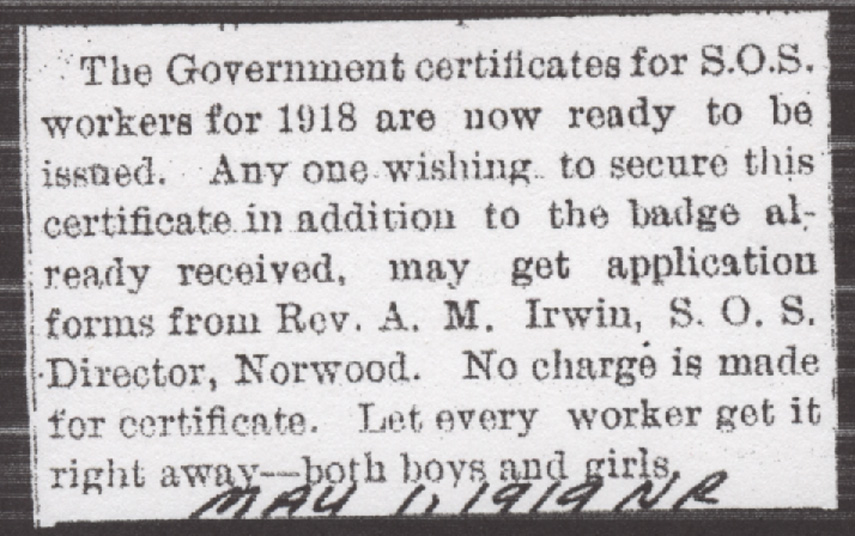 The Government certificates for S.O.S.
workers for 1918 are now ready to be
issued. Any one wishing to secure this
certificate in addition to the badge al-
ready received, may get application
forms from Rev. A. M. Irwin, S. O. S.
Director, Norwood. No charge is made
for certificate. Let every worker get it
right away—both boys and girls.
MAY 1, 1919 NR